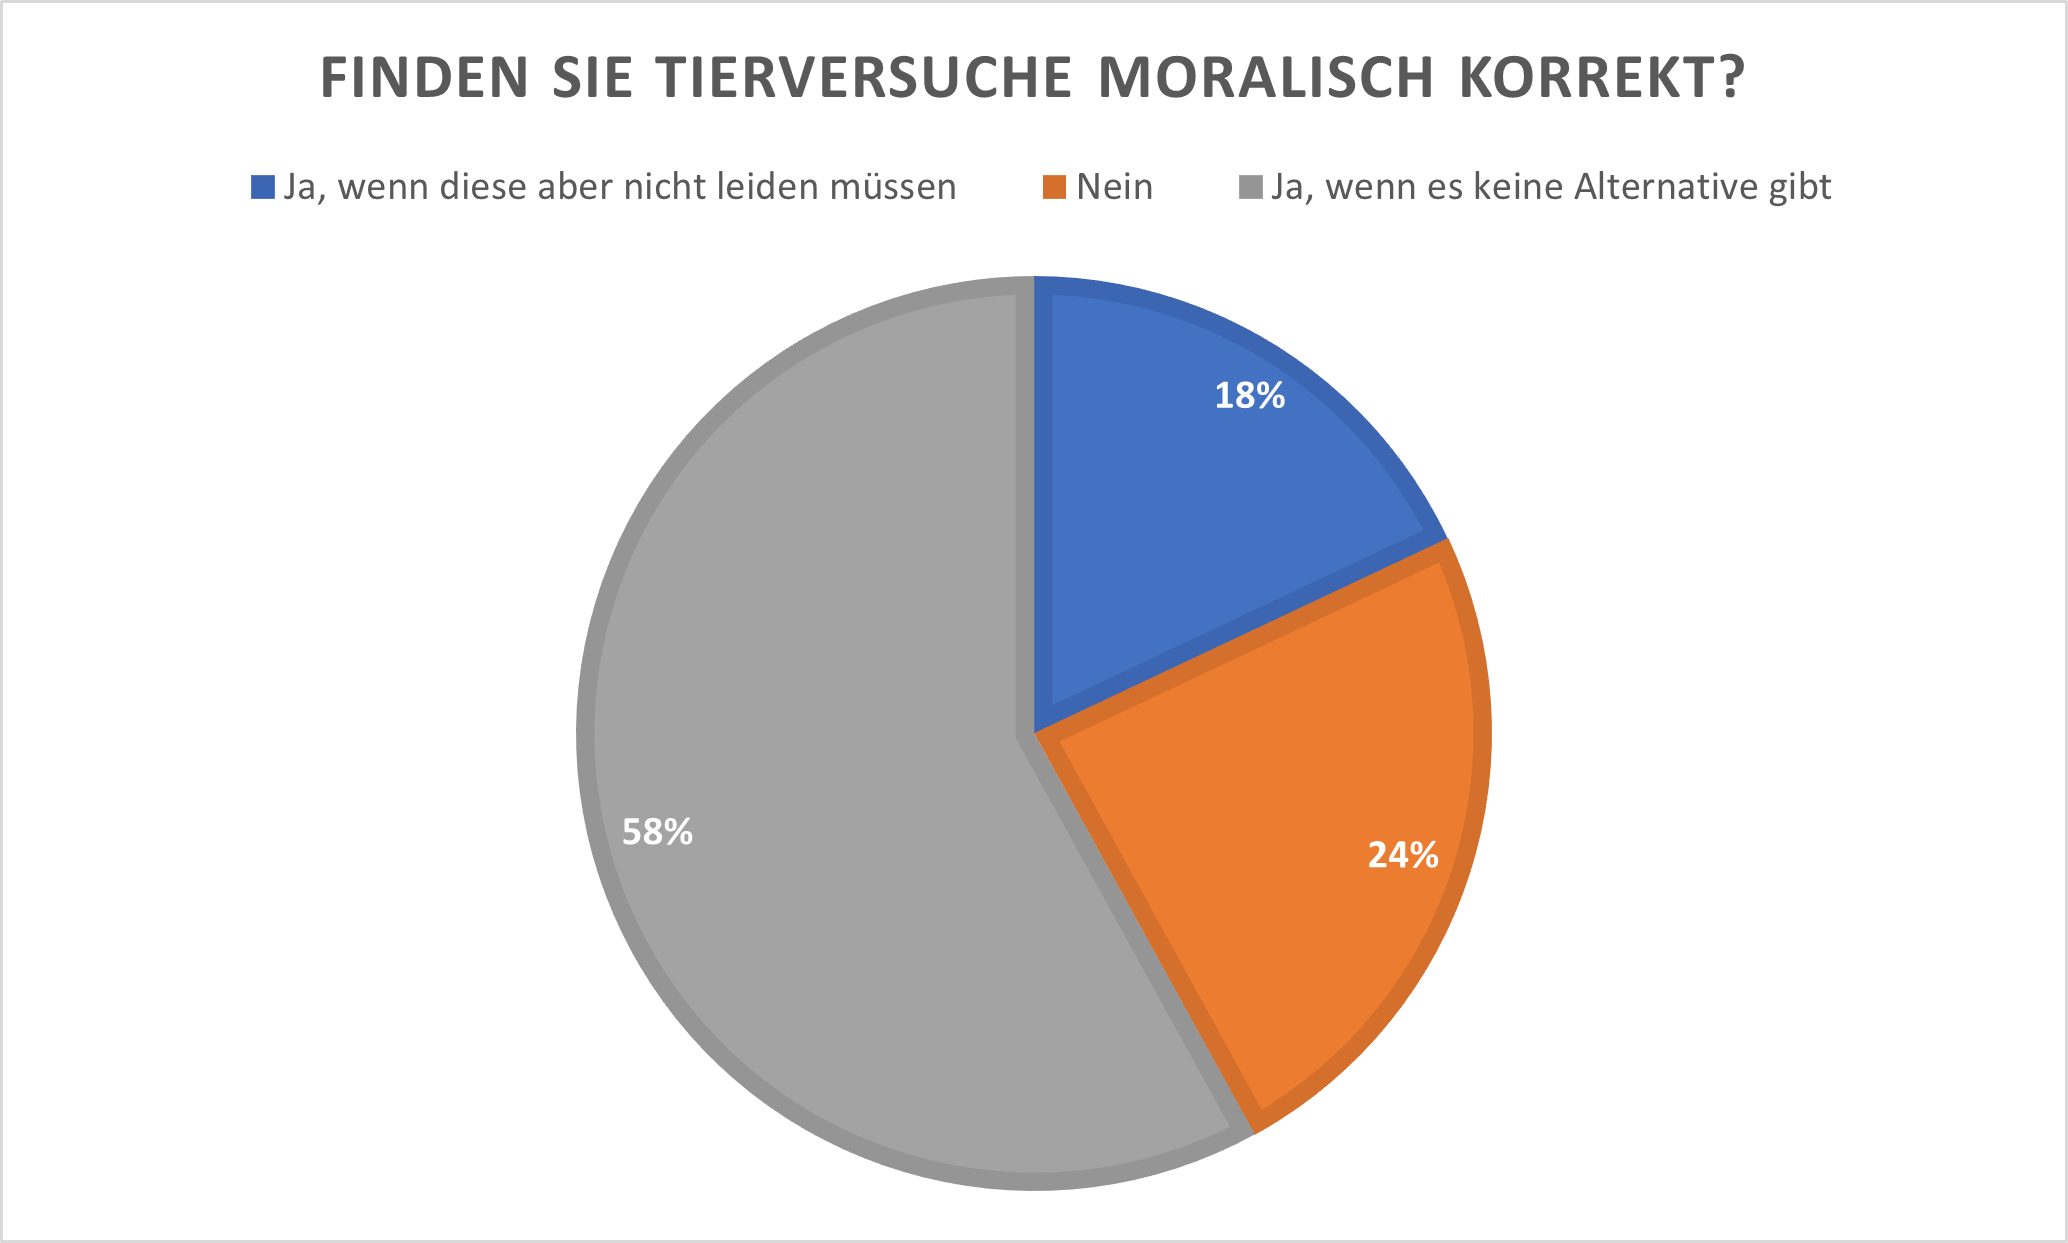 FINDEN SIE TIERVERSUCHE MORALISCH KORREKT?
Ja, wenn diese aber nicht leiden müssen Nein Ja, wenn es keine Alternative gibt
18%
58%
24%